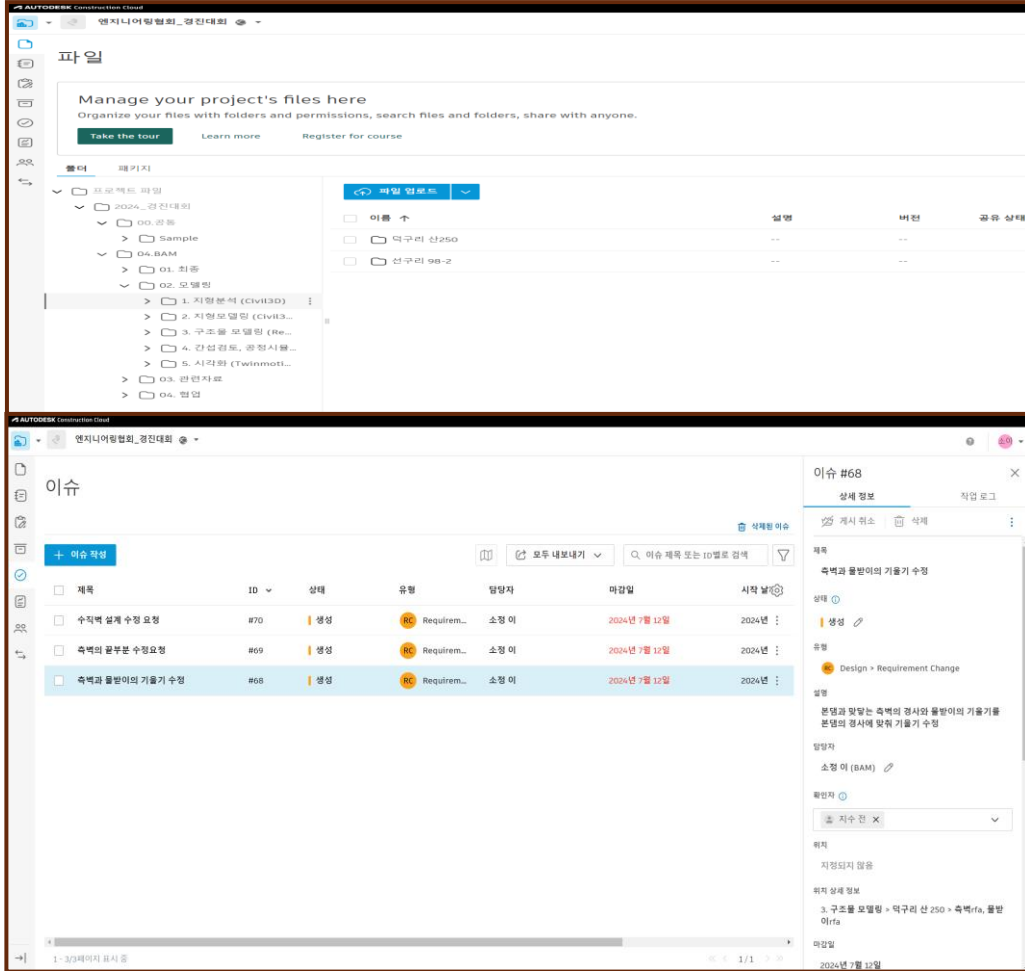 AUTODESK Construction Cloud
엔지니어링협회_경진대회
파일
Manage your project's files here
Organize your files with folders and permissions, search files and folders, share with anyone.
Take the tour Learn more Register for course
폴더 패키지
프로젝트 파일
2024_경진대회
00.공통
Sample
04.BAM
01. 최종
02. 모델링
1. 지형분석 (Civil3D)
2. 지형모델링 (Civil3...
3. 구조물 모델링 (Re...
4. 간섭검토, 공정시뮬...
5. 시각화 (Twinmoti...
03. 관련자료
04. 협업
파일 업로드
이름 설명 버전 공유 상태
덕구리 산250 -- --
선구리 98-2 -- --
AUTODESK Construction Cloud
엔지니어링협회_경진대회
소이
이슈
삭제된 이슈
이슈 작성 모두 내보내기 이슈 제목 또는 ID별로 검색
제목 ID 상태 유형 담당자 마감일 시작 날
수직벽 설계 수정 요청 #70 생성 RC Requirem... 소정 이 2024년 7월 12일 2024년
측벽의 끝부분 수정요청 #69 생성 RC Requirem... 소정 이 2024년 7월 12일 2024년
측벽과 물받이의 기울기 수정 #68 생성 RC Requirem... 소정 이 2024년 7월 12일 2024년
1 - 3/3페이지 표시 중 1/1
이슈 #68
상세 정보 작업 로그
게시 취소 삭제
제목
측벽과 물받이의 기울기 수정
상태
생성
유형
RC Design > Requirement Change
설명
본댐과 맞닿는 측벽의 경사와 물받이의 기울기를
본댐의 경사에 맞춰 기울기 수정
담당자
소정 이 (BAM)
확인자
지수 전
위치
지정되지 않음
위치 상세 정보
3. 구조물 모델링 > 덕구리 산 250 > 측벽rfa, 물받
이rfa
마감일
2024년 7월 12일